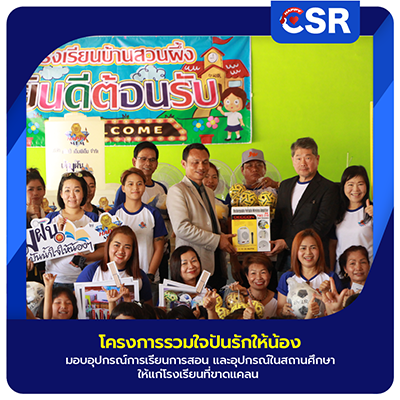 CSR
โรงเรียนบ้านสวนผึ้ง
ยินดีต้อนรับ
WELCOME
โครงการรวมใจปันรักให้น้อง
มอบอุปกรณ์การเรียนการสอน และอุปกรณ์ในสถานศึกษา
ให้แก่โรงเรียนที่ขาดแคลน